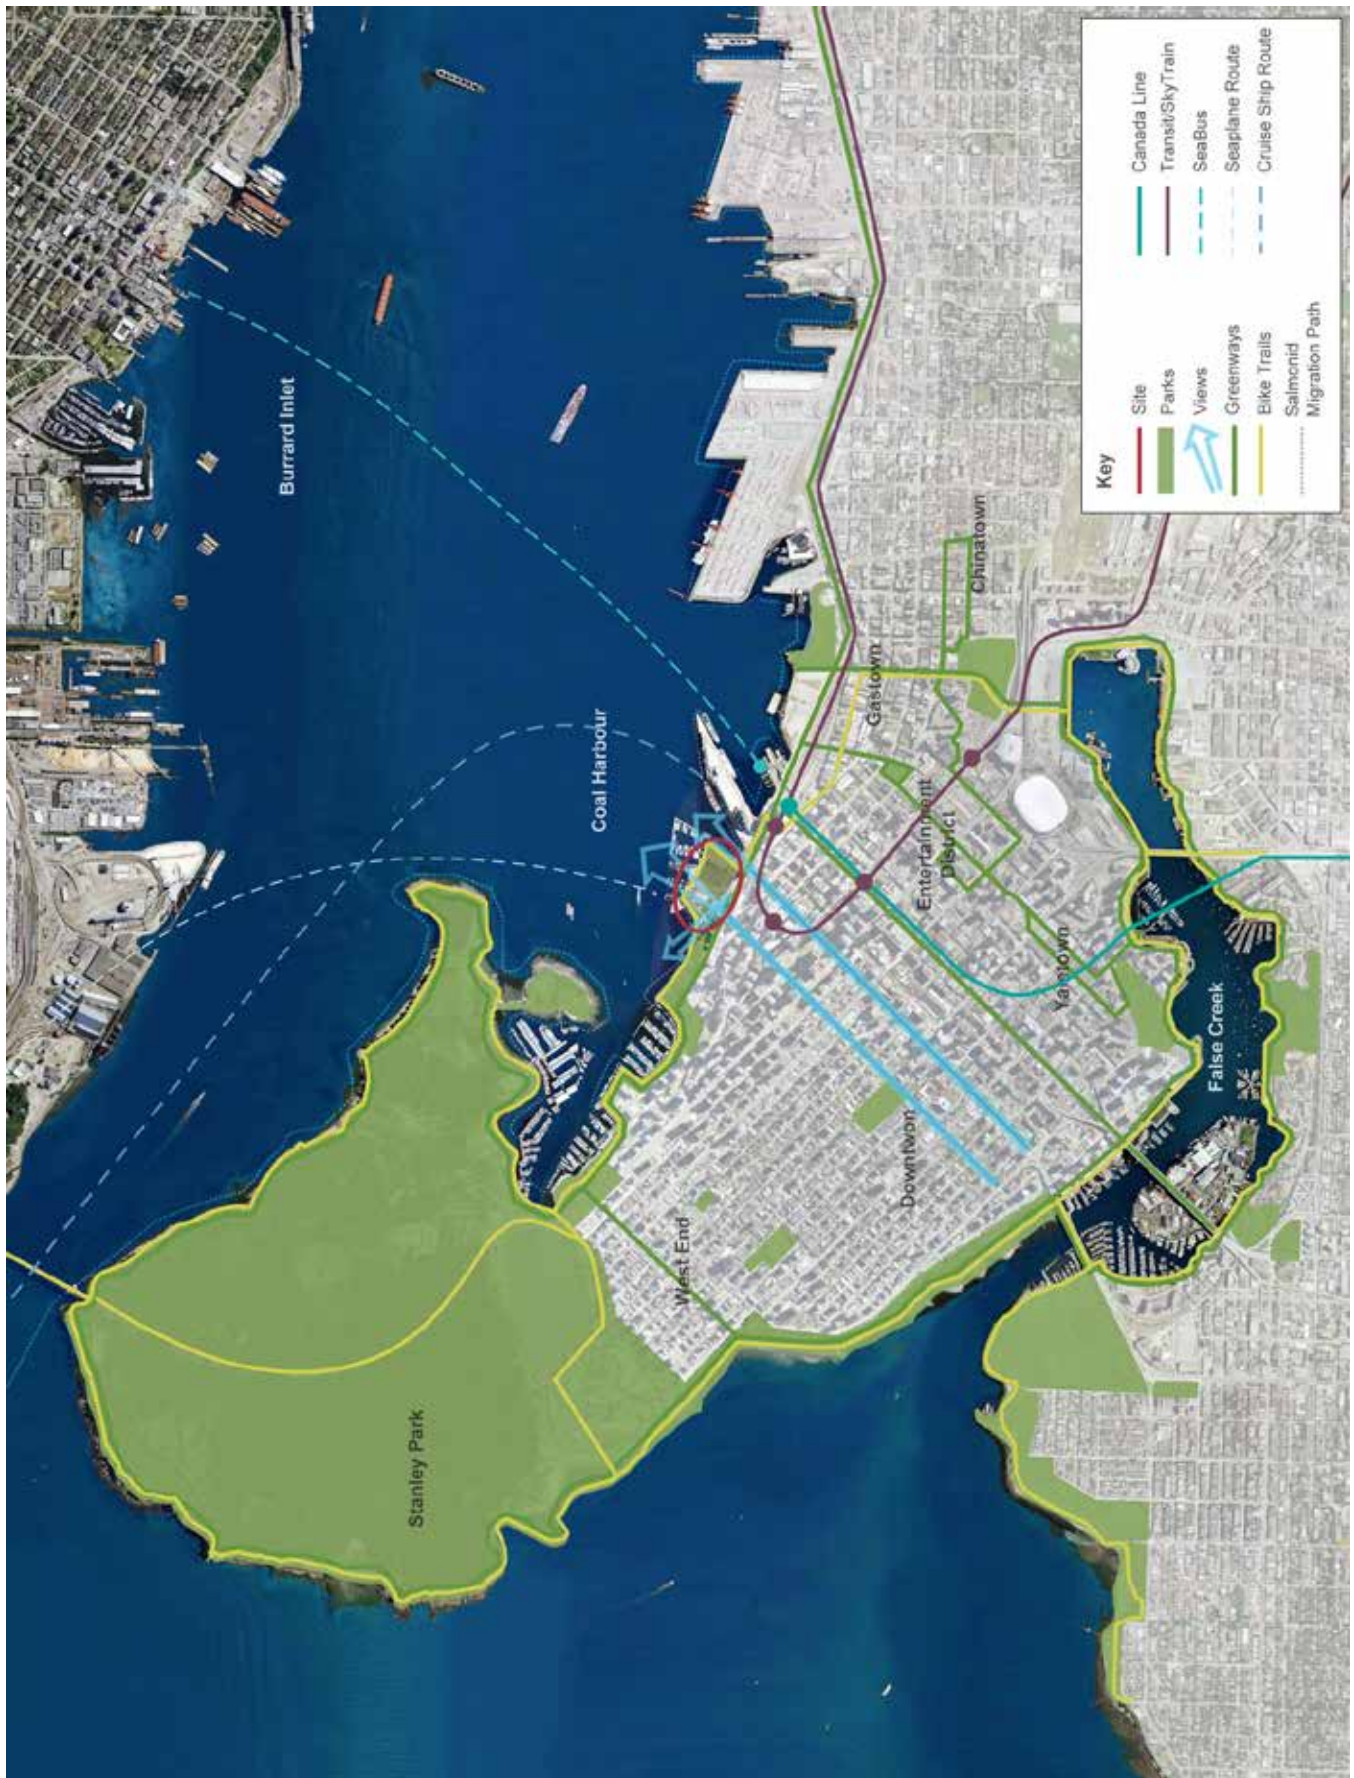 Burrard Inlet
Stanley Park
Coal Harbour
West End
Gastown
Downtwon
Entertainment
District
Chinatown
Yaletown
False Creek
Key
Site
Parks
Views
Greenways
Bike Trails
Salmonid
Migration Path
Canada Line
Transit/SkyTrain
SeaBus
Seaplane Route
Cruise Ship Route